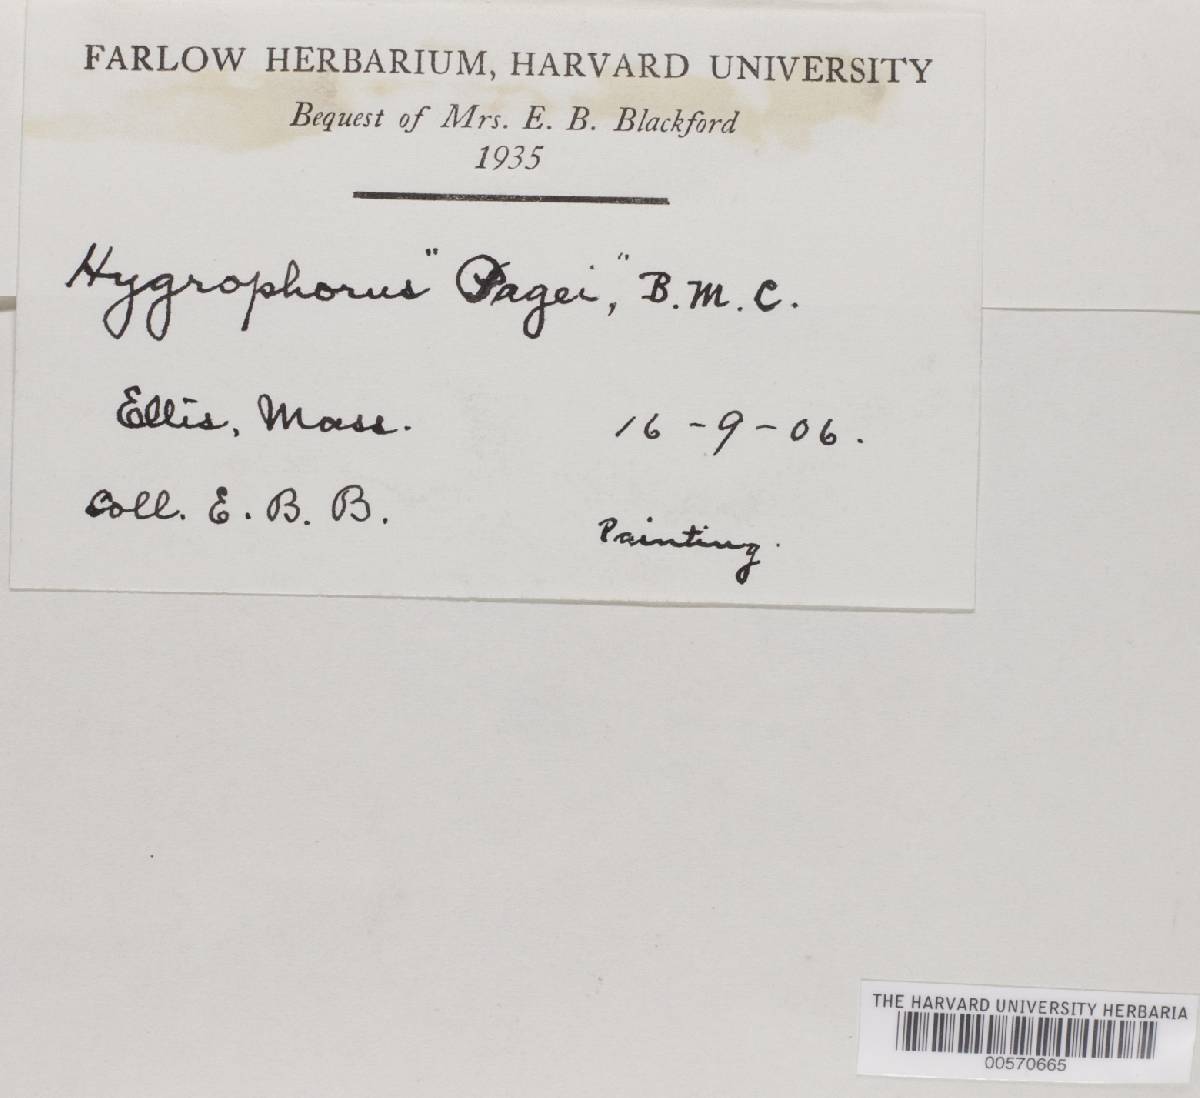 FARLOW HERBARIUM, HARVARD UNIVERSITY
Bequest of Mrs. E. B. Blackford
1935
Hygrophorus "Pagei," B.M.C.
Ellis, Mass. 16-9-06.
Coll. E. B. B.
Painting.
THE HARVARD UNIVERSITY HERBARIA
00570665